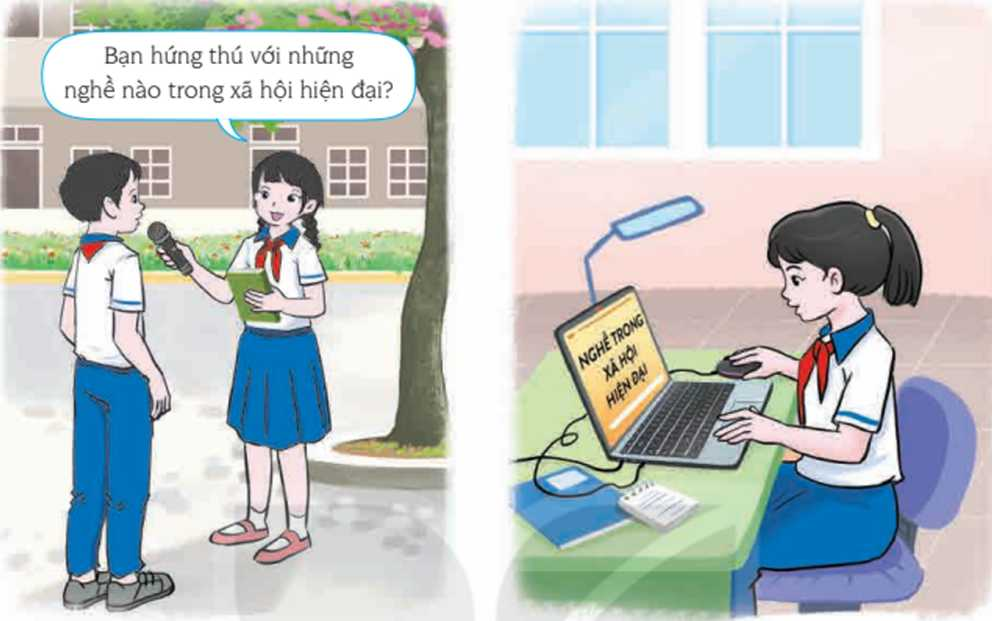 Bạn hứng thú với những
nghề nào trong xã hội hiện đại?
NGHỀ TRONG
XÃ HỘI
HIỆN ĐẠI